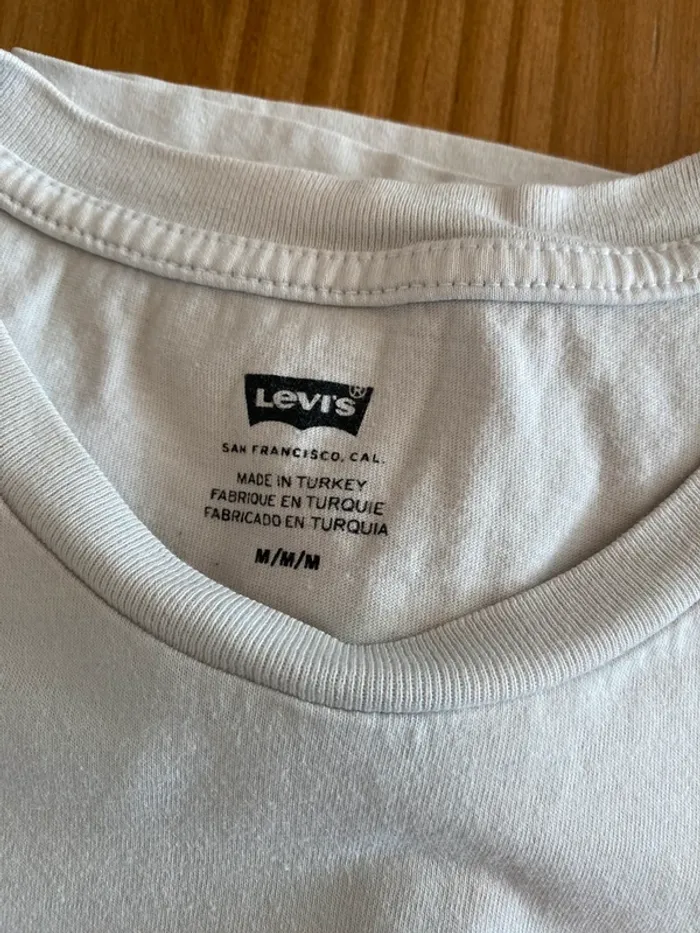 Levi's®
SAN FRANCISCO, CAL.
MADE IN TURKEY
FABRIQUE EN TURQUIE
FABRICADO EN TURQUIA
M/M/M